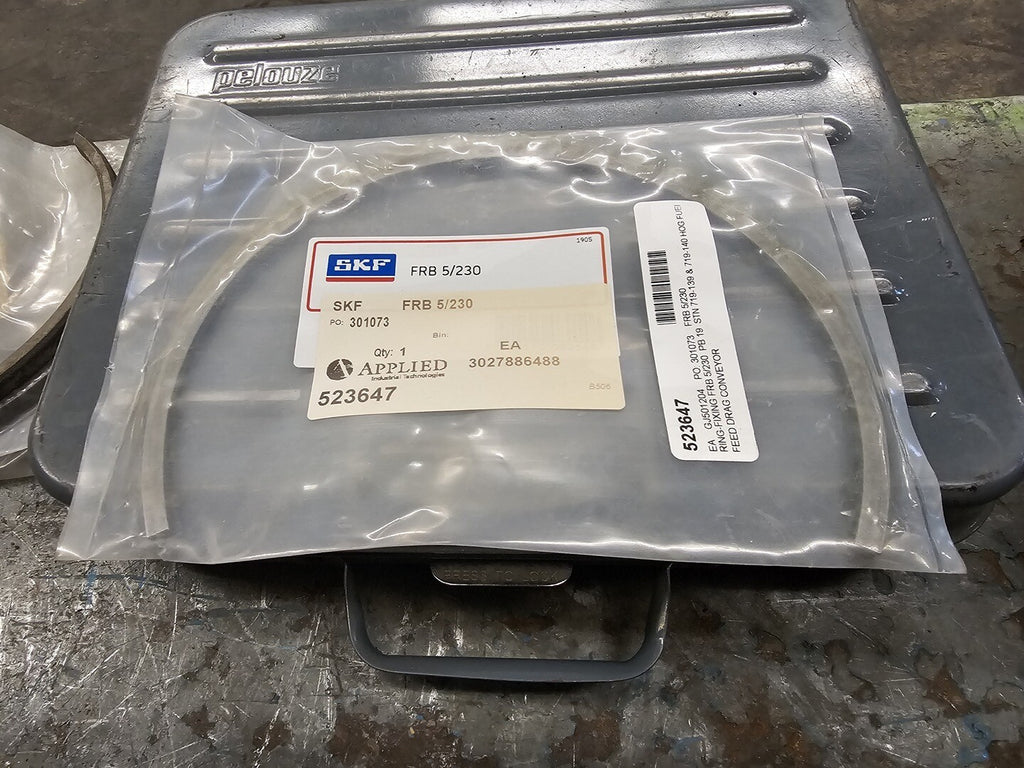 pelouze
1905
SKF
FRB 5/230
SKF FRB 5/230
PO: 301073
Bin:
EA
Qty: 1
APPLIED
Industrial Technologies
3027886488
523647
B506
523647
EA GJ501204 PO 301073 FRB 5/230
RING-FIXING FRB 5/230 PB 19 STN 719-139 & 719-140 HOG FUEL
FEED DRAG CONVEYOR